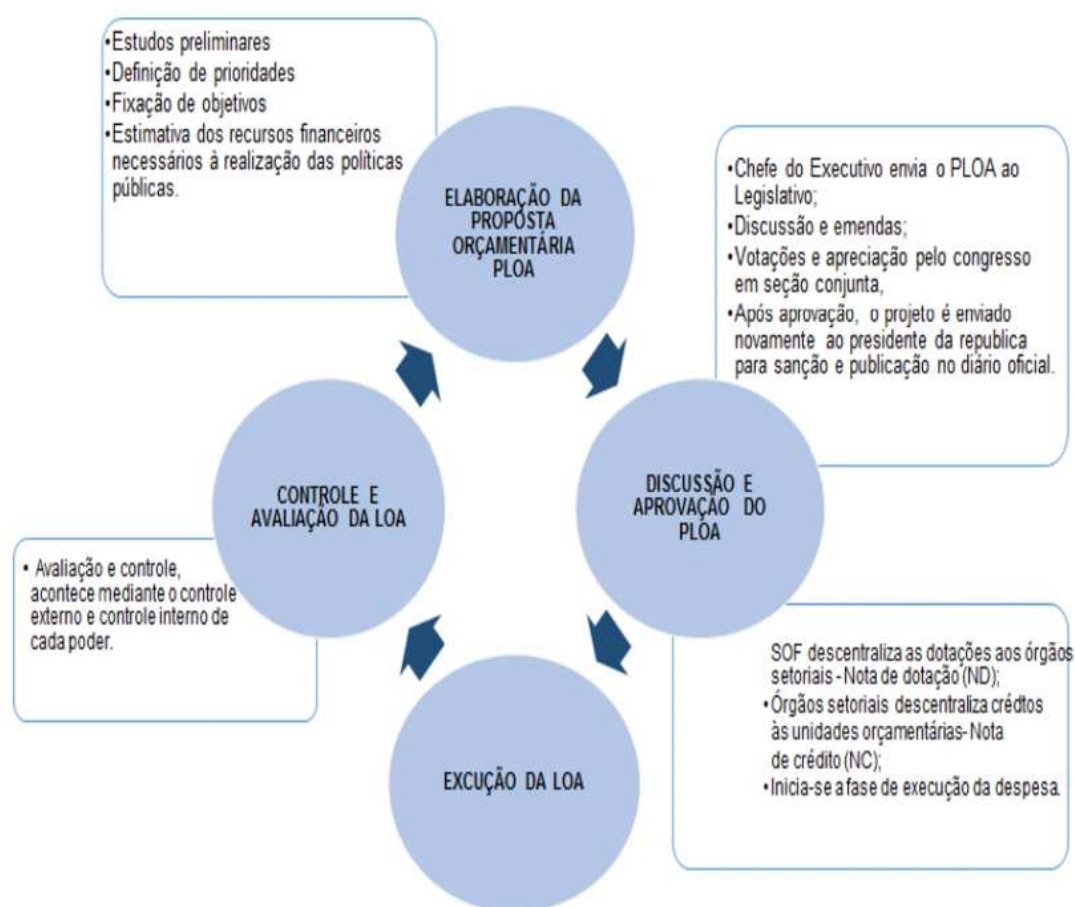 •Estudos preliminares
•Definição de prioridades
•Fixação de objetivos
•Estimativa dos recursos financeiros
necessários à realização das políticas
públicas.
ELABORAÇÃO DA
PROPOSTA
ORÇAMENTÁRIA
PLOA
•Chefe do Executivo envia o PLOA ao
Legislativo;
•Discussão e emendas;
•Votações e apreciação pelo congresso
em seção conjunta,
•Após aprovação, o projeto é enviado
novamente ao presidente da republica
para sanção e publicação no diário oficial.
DISCUSSÃO E
APROVAÇÃO DO
PLOA
SOF descentraliza as dotações aos órgãos
setoriais - Nota de dotação (ND);
•Órgãos setoriais descentraliza crédtos
às unidades orçamentárias- Nota
de crédito (NC);
•Inicia-se a fase de execução da despesa.
EXCUÇÃO DA LOA
CONTROLE E
AVALIAÇÃO DA LOA
• Avaliação e controle,
acontece mediante o controle
externo e controle interno de
cada poder.